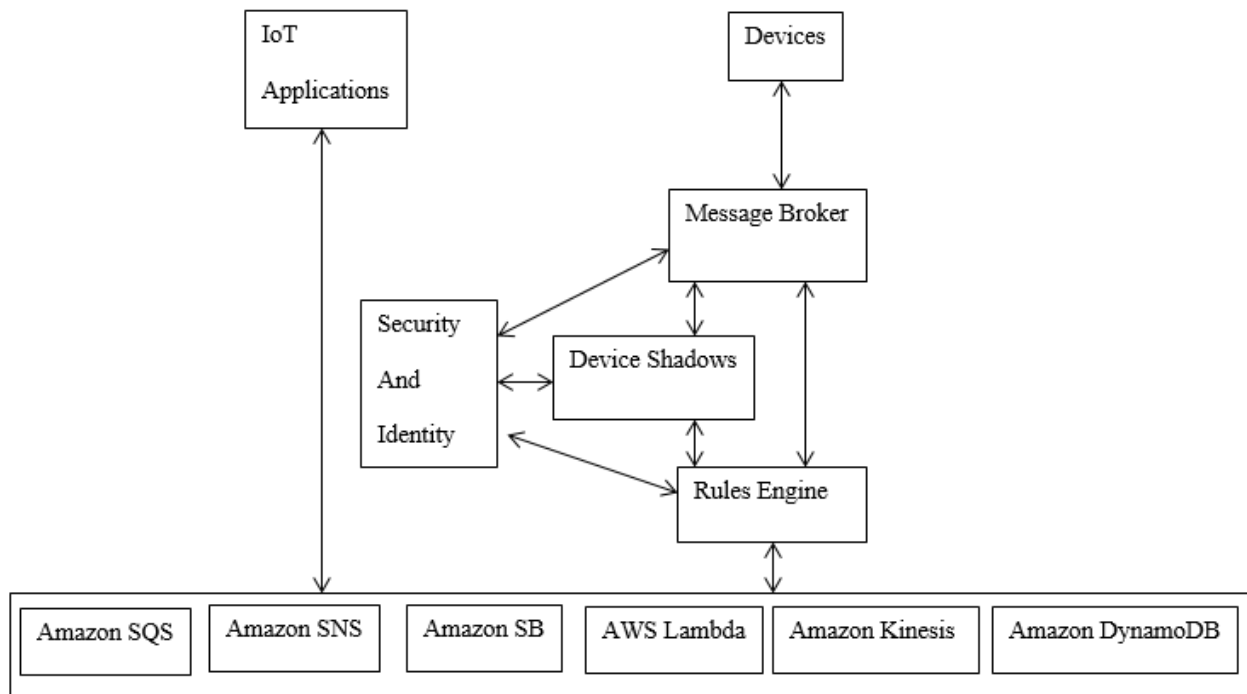 IoT
Applications
Devices
Message Broker
Security
And
Identity
Device Shadows
Rules Engine
Amazon SQS
Amazon SNS
Amazon SB
AWS Lambda
Amazon Kinesis
Amazon DynamoDB